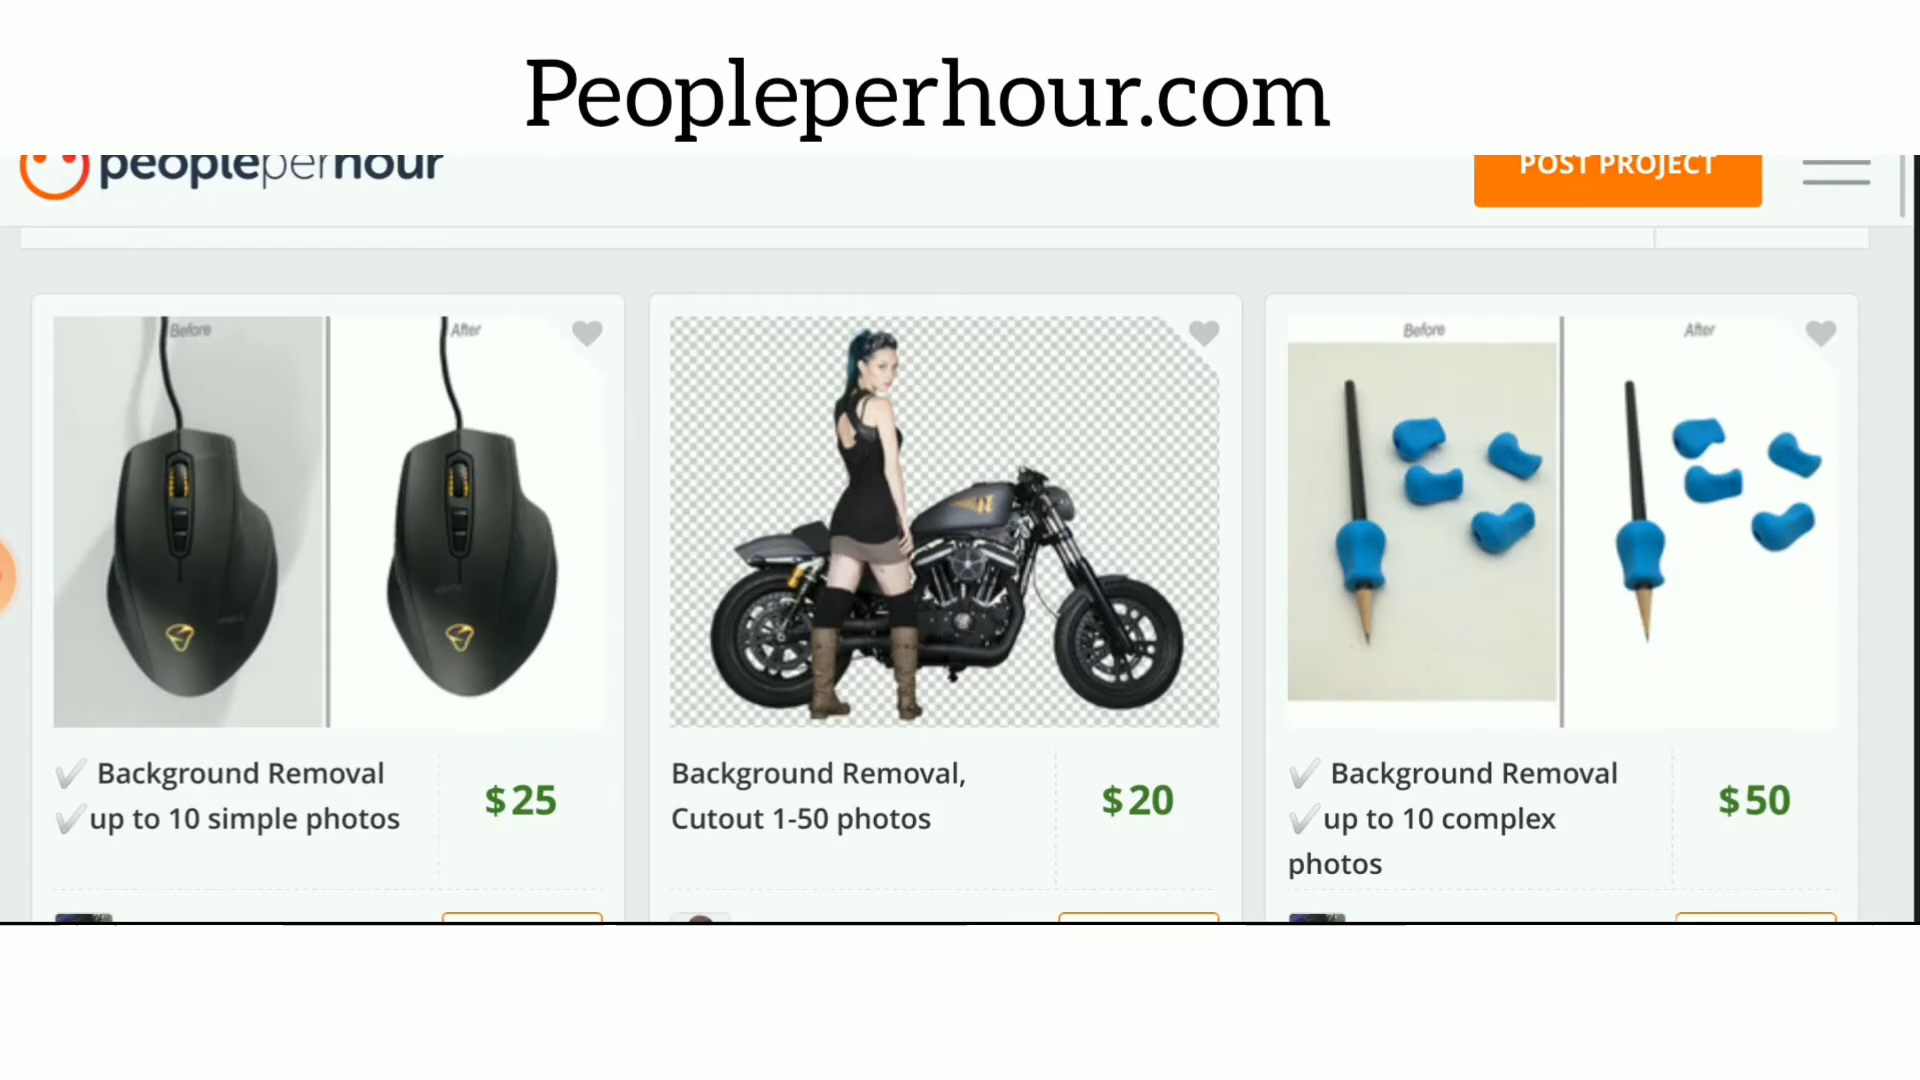 Peopleperhour.com
peopleperhour
POST PROJECT
Before
After
Before
After
✔ Background Removal
✔up to 10 simple photos
$25
Background Removal,
Cutout 1-50 photos
$20
✔ Background Removal
✔up to 10 complex
photos
$50